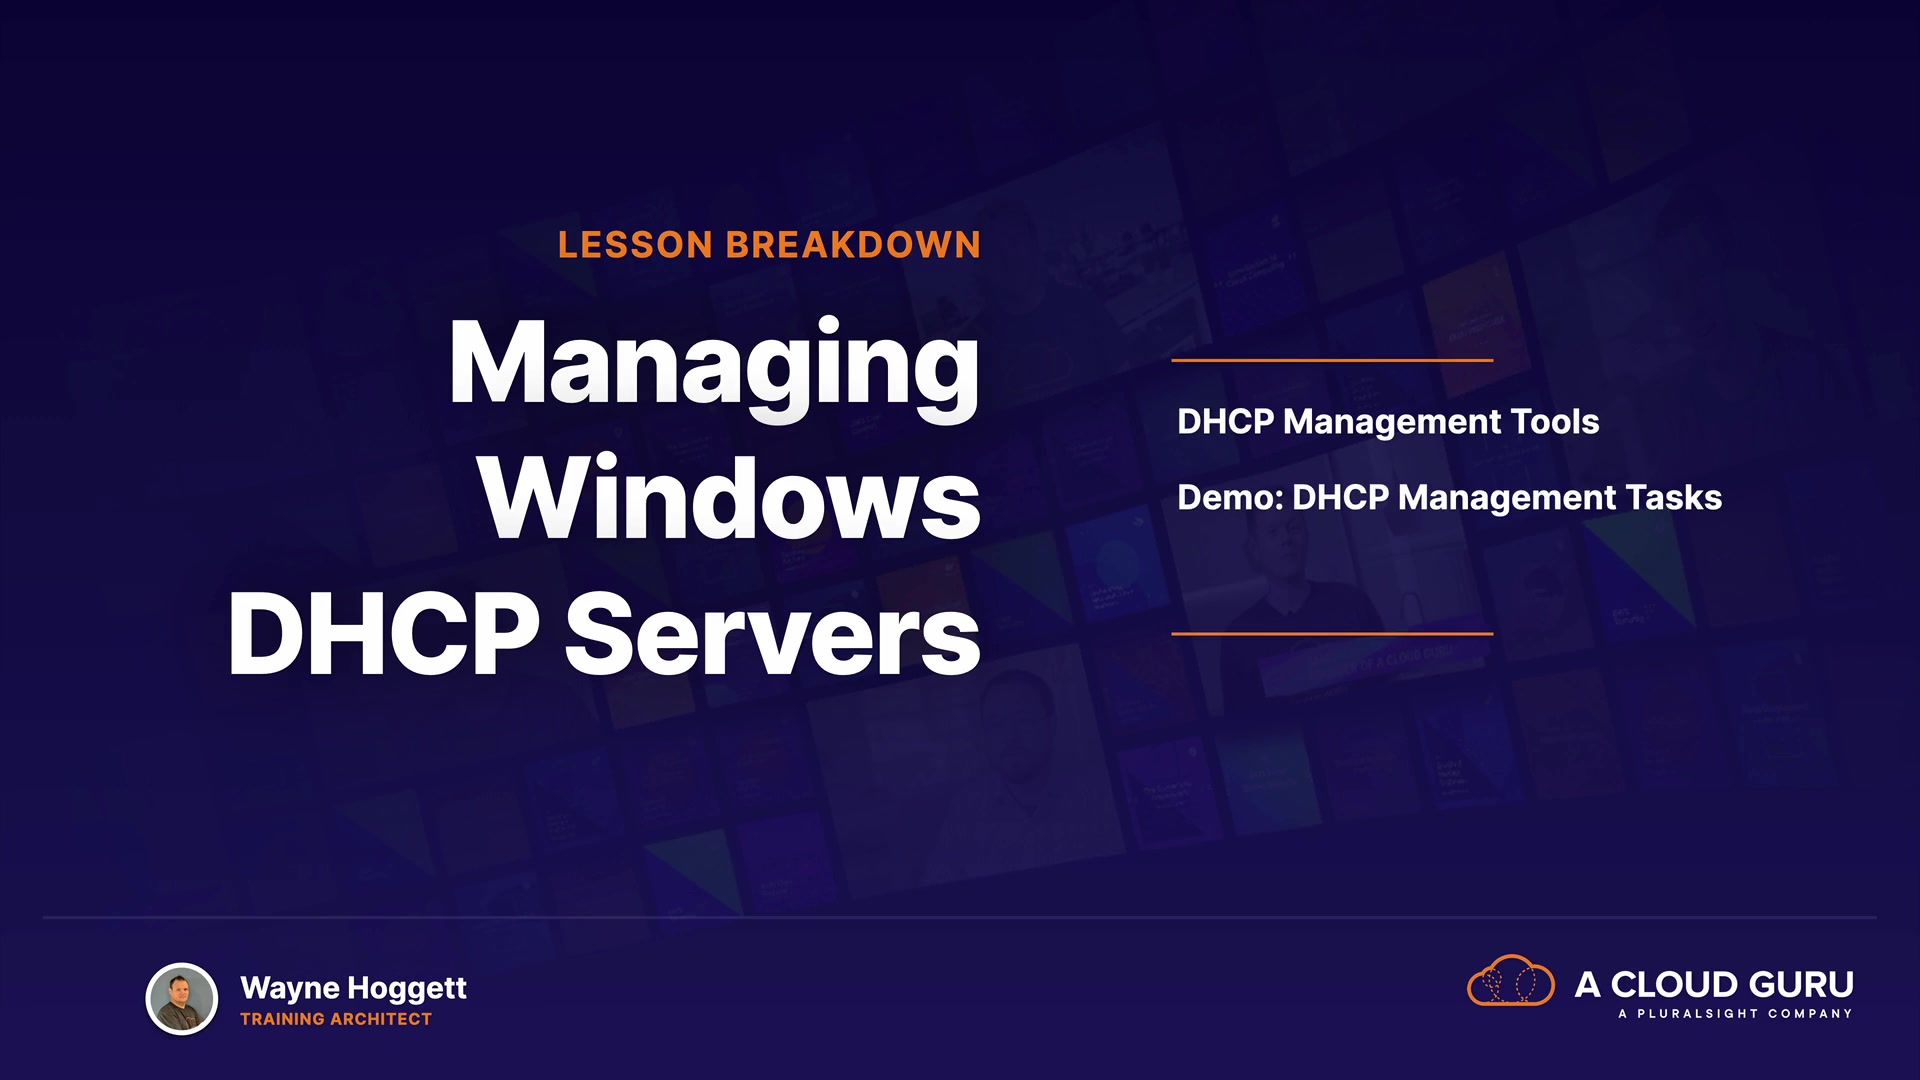 LESSON BREAKDOWN
Managing
Windows
DHCP Servers
DHCP Management Tools
Demo: DHCP Management Tasks
Wayne Hoggett
TRAINING ARCHITECT
A CLOUD GURU
A PLURALSIGHT COMPANY